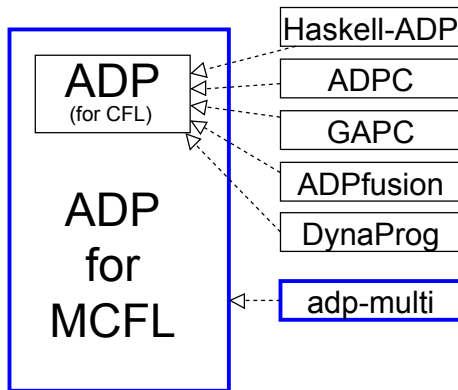 ADP
(for CFL)
ADP
for
MCFL
Haskell-ADP
ADPC
GAPC
ADPfusion
DynaProg
adp-multi